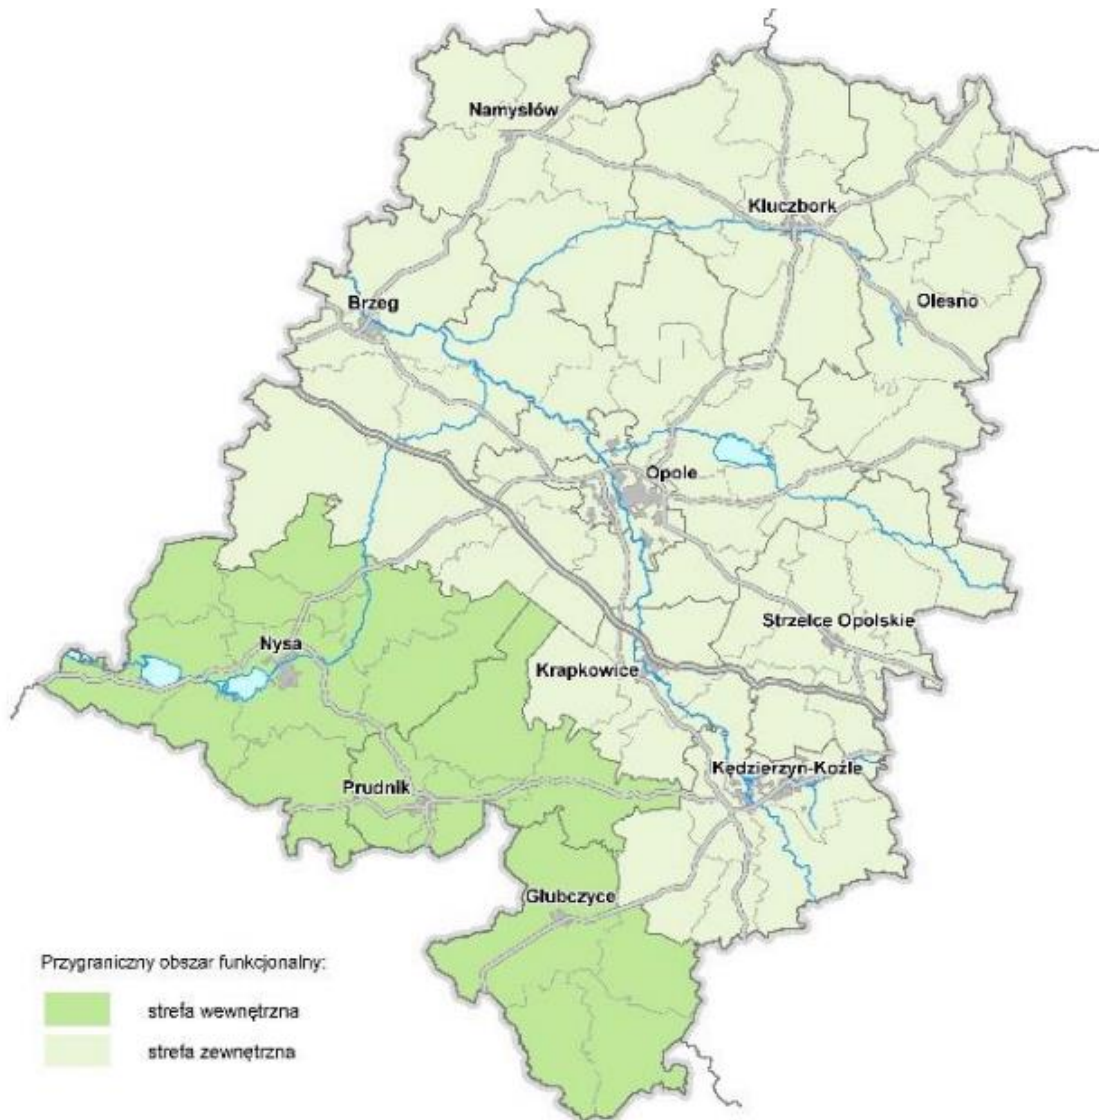 Namysłów
Kluczbork
Olesno
Brzeg
Opole
Strzelce Opolskie
Nysa
Krapkowice
Kędzierzyn-Koźle
Prudnik
Głubczyce
Przygraniczny obszar funkcjonalny:
strefa wewnętrzna
strefa zewnętrzna